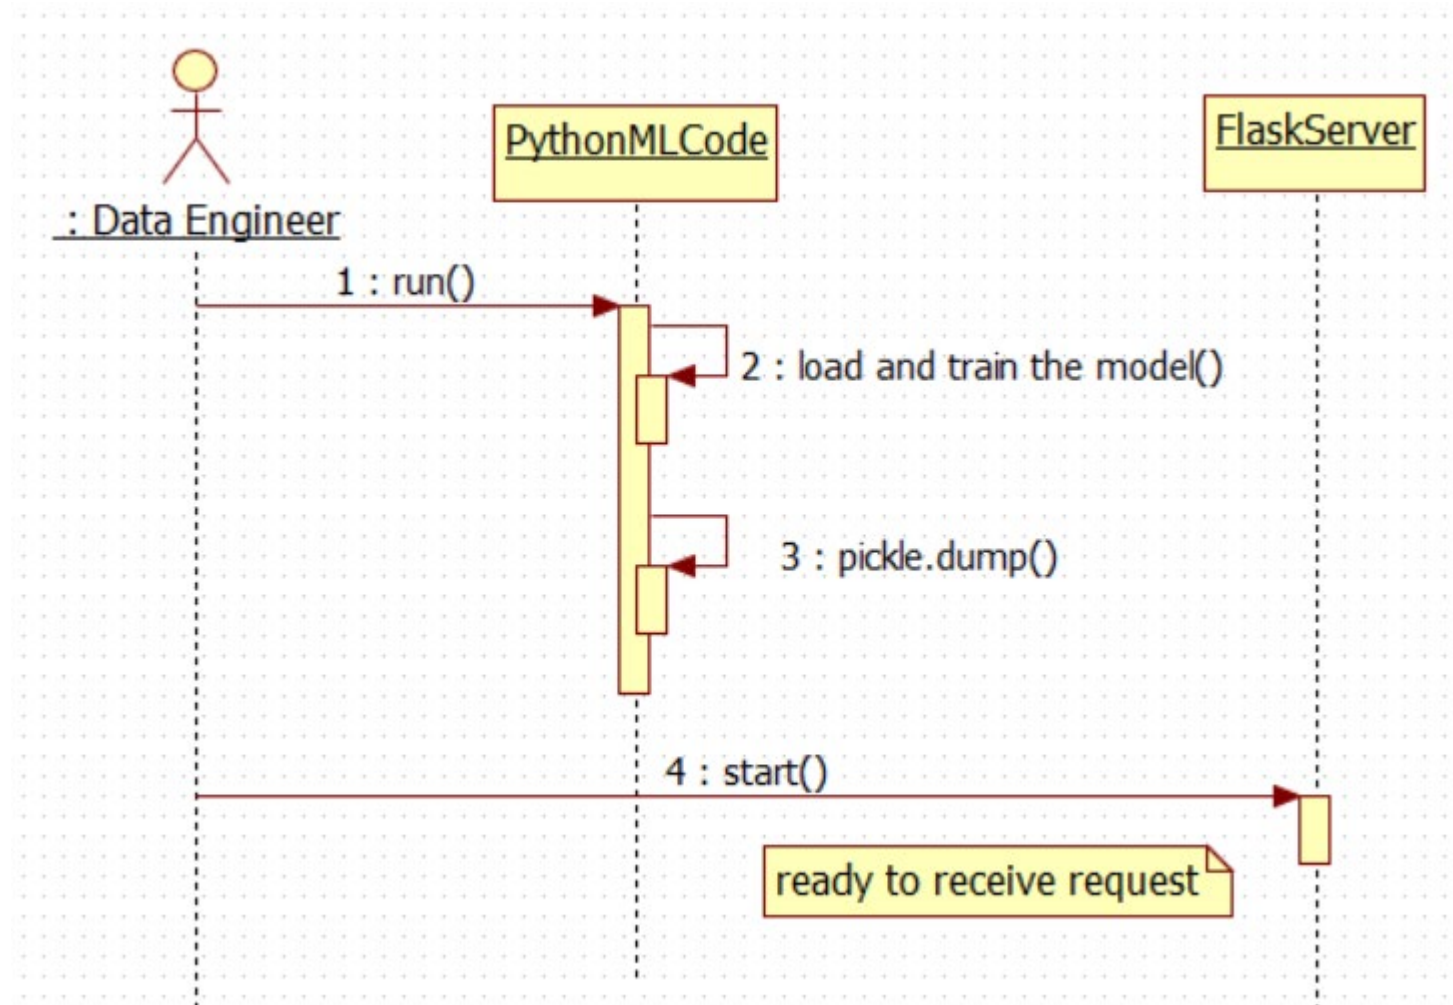 PythonMLCode
FlaskServer
: Data Engineer
1 : run()
2 : load and train the model()
3 : pickle.dump()
4 : start()
ready to receive request